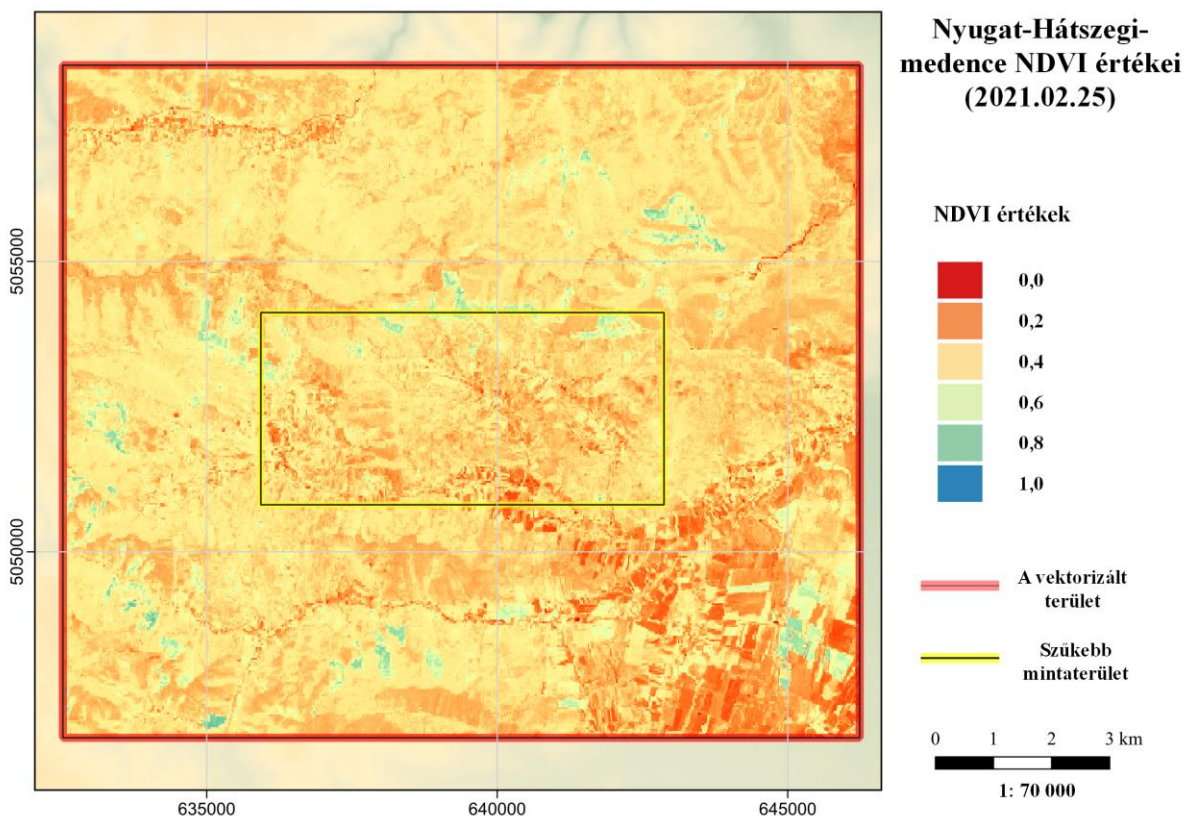 Nyugat-Hátszegi-
medence NDVI értékei
(2021.02.25)
NDVI értékek
0,0
0,2
0,4
0,6
0,8
1,0
A vektorizált
terület
Szűkebb
mintaterület
0 1 2 3 km
1: 70 000
5055000
5050000
635000 640000 645000